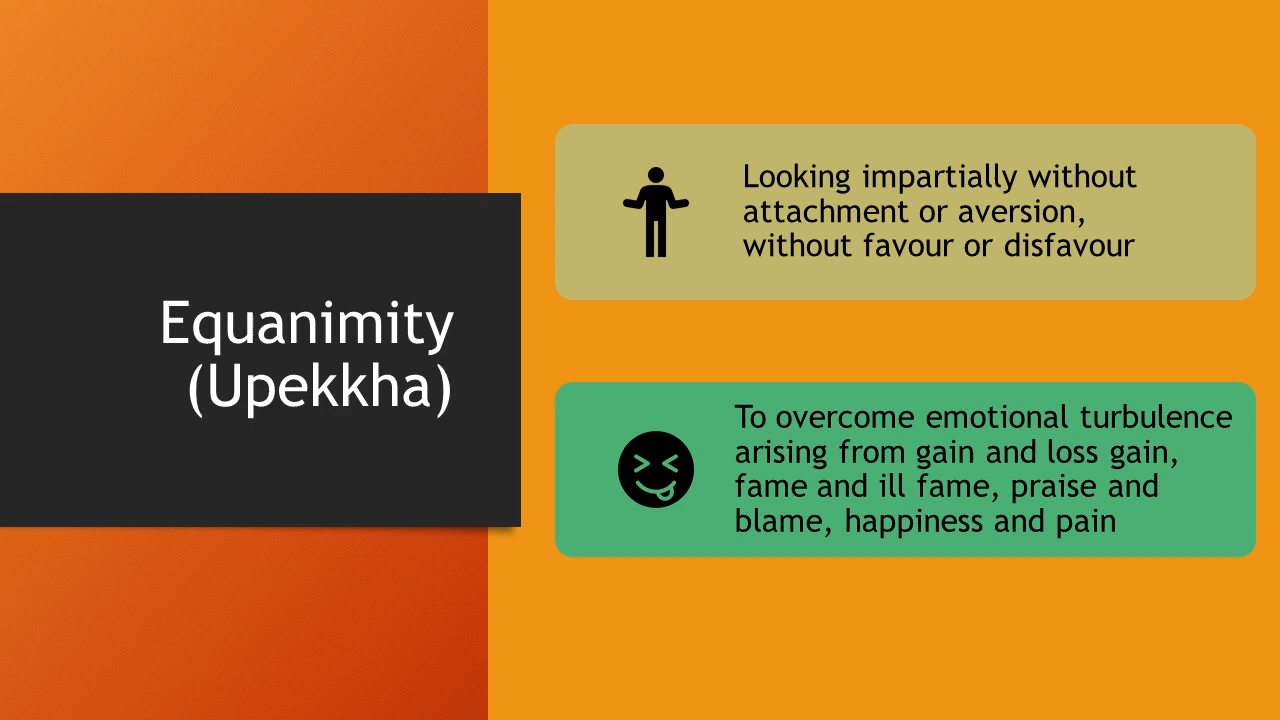 Equanimity
(Upekkha)
Looking impartially without
attachment or aversion,
without favour or disfavour
To overcome emotional turbulence
arising from gain and loss gain,
fame and ill fame, praise and
blame, happiness and pain